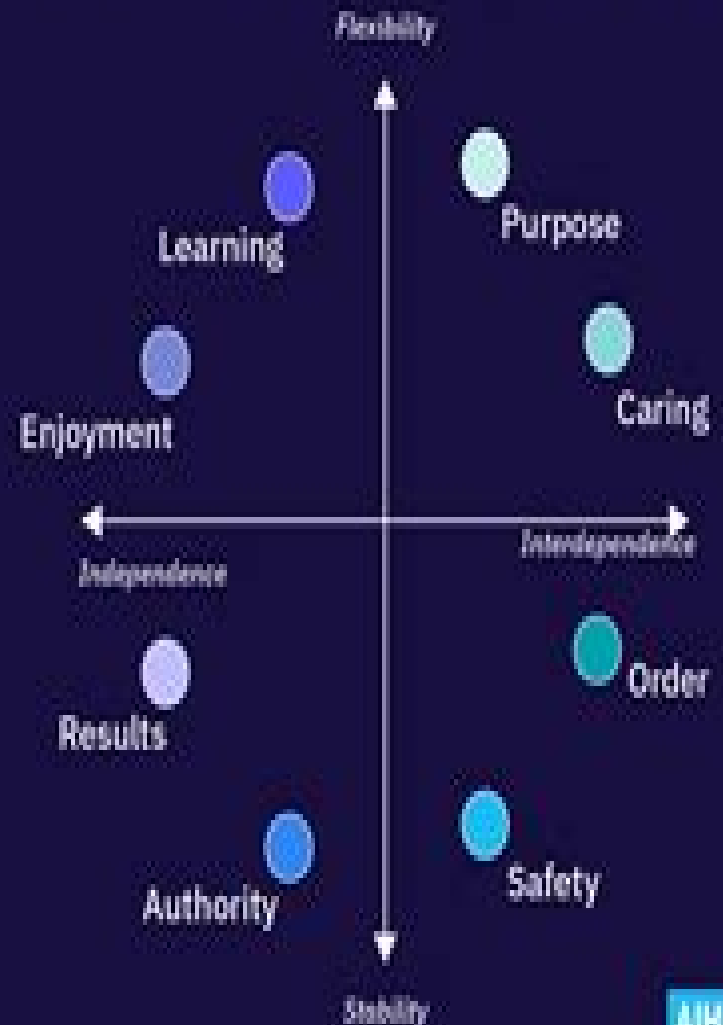 Flexibility
Learning
Purpose
Enjoyment
Caring
Independence
Interdependence
Results
Order
Authority
Safety
Stability